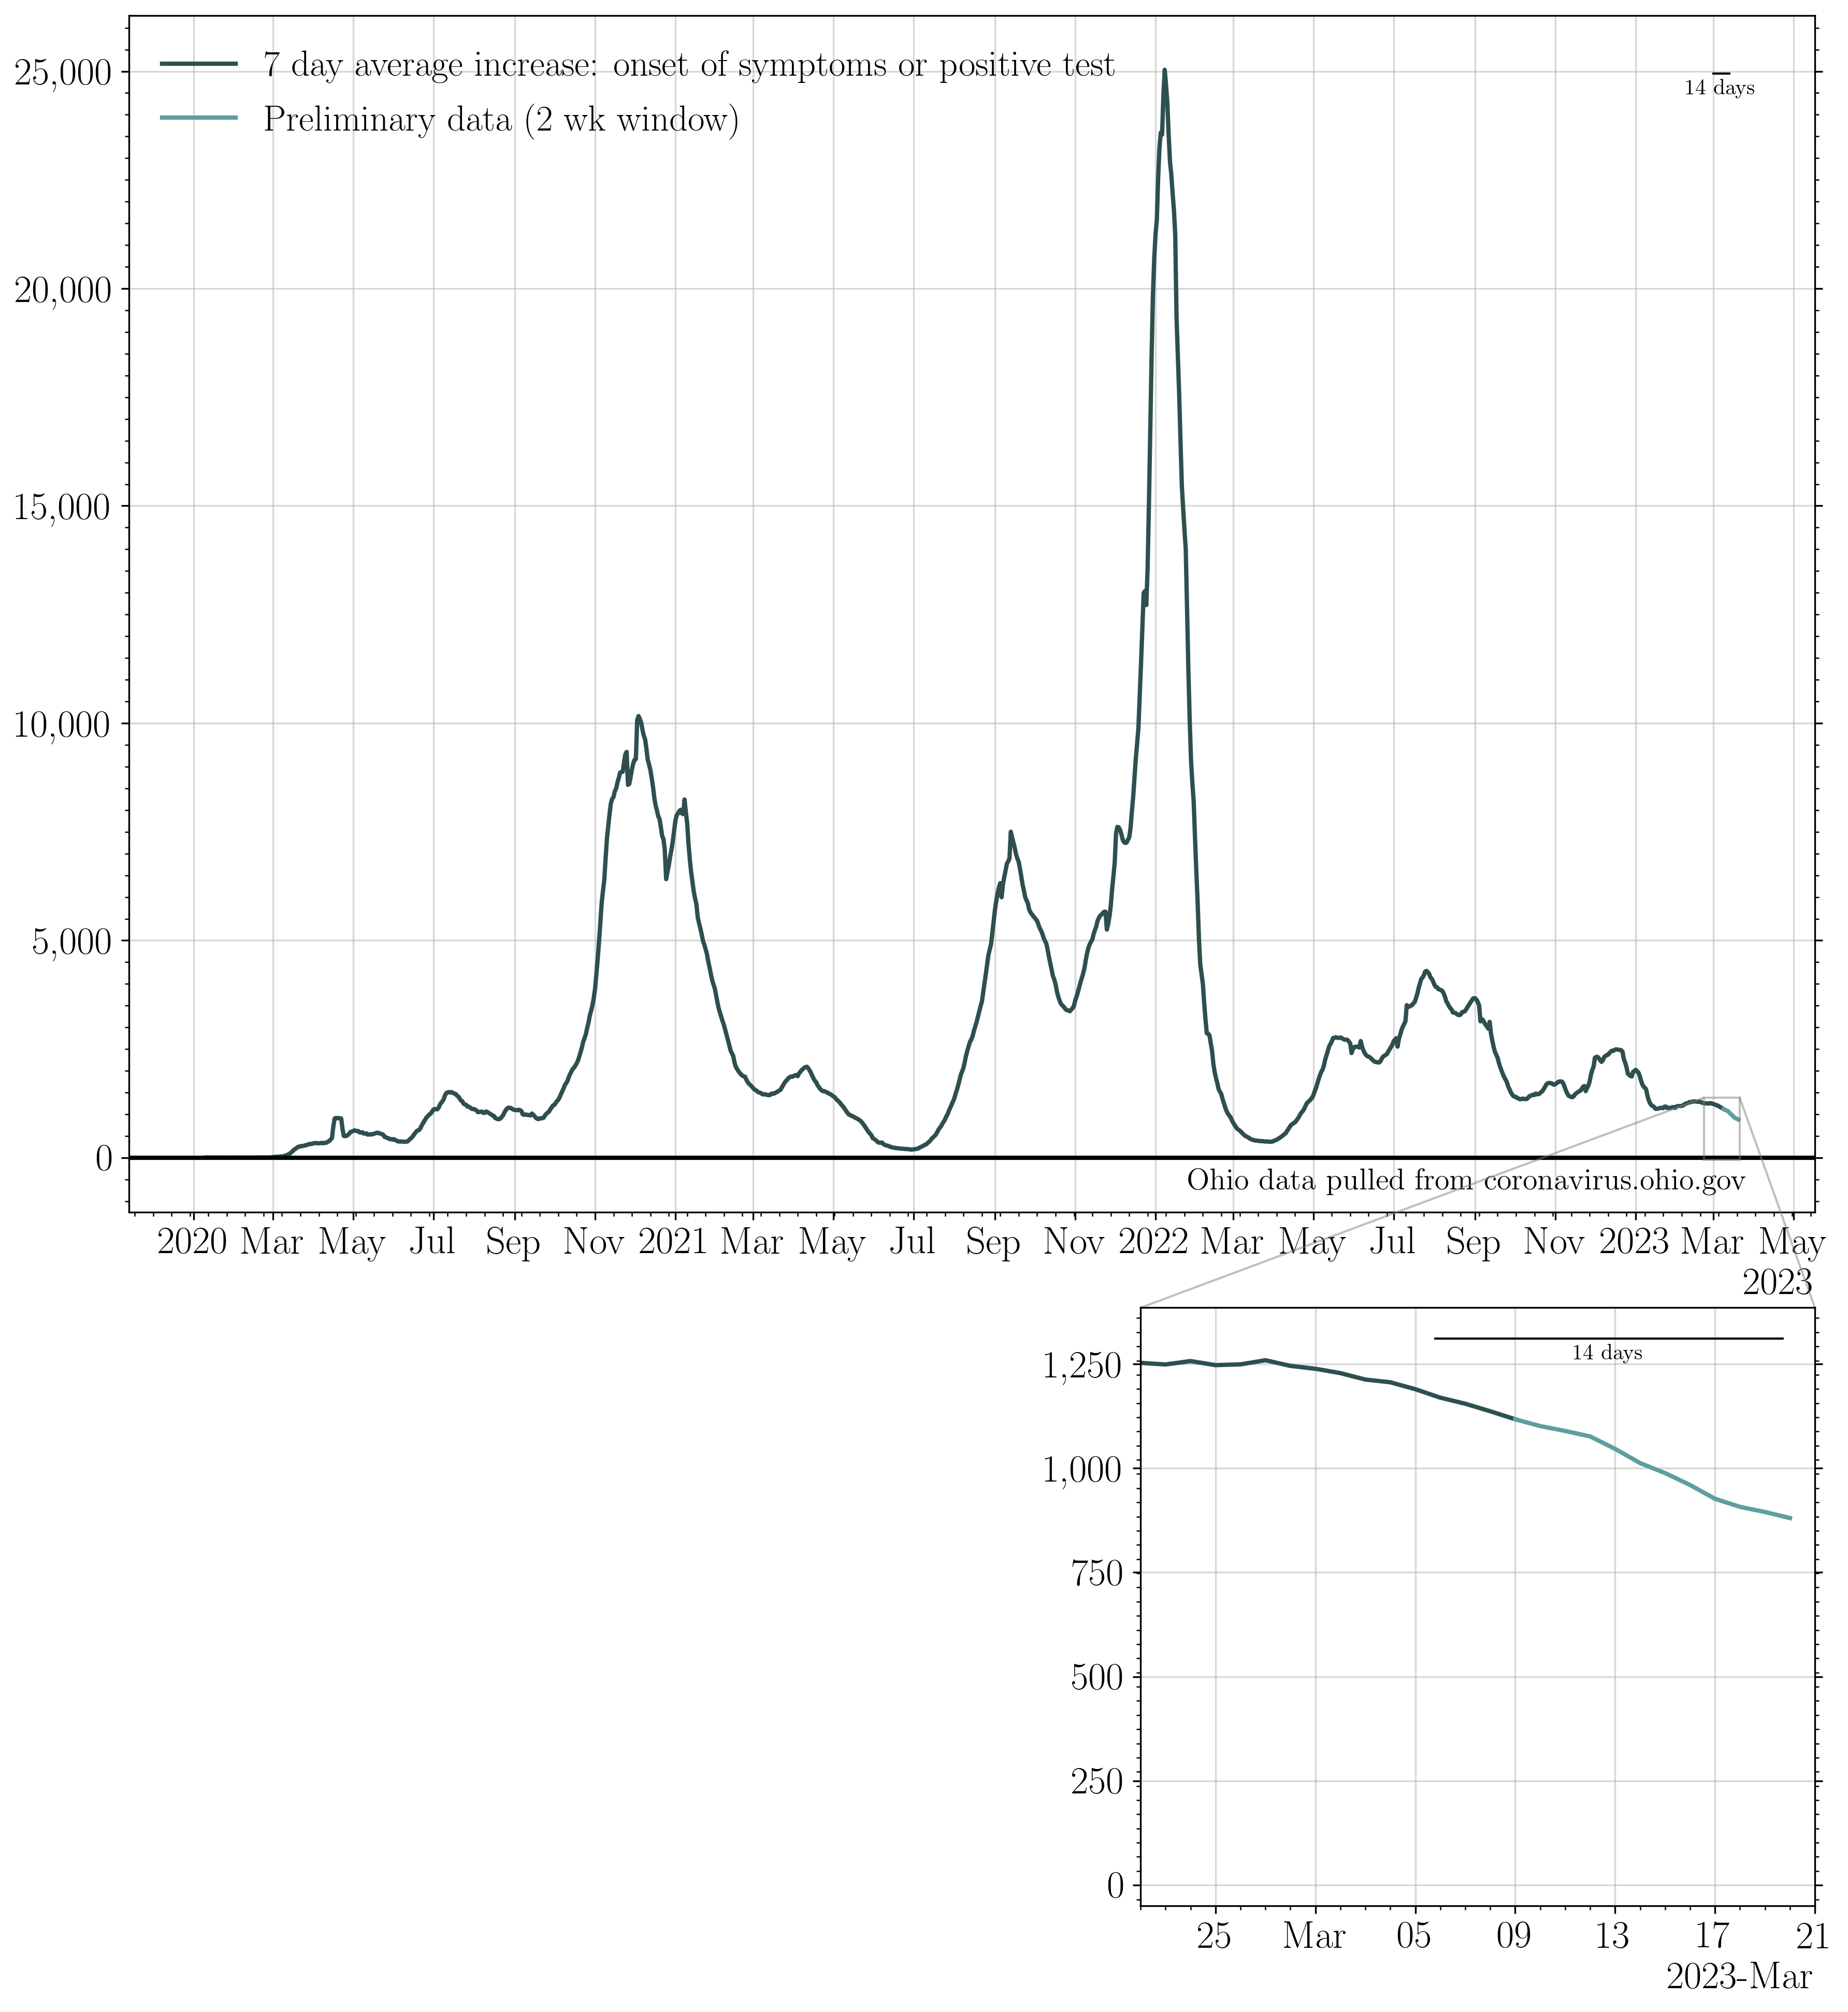 7 day average increase: onset of symptoms or positive test
Preliminary data (2 wk window)
14 days
25,000
20,000
15,000
10,000
5,000
0
Ohio data pulled from coronavirus.ohio.gov
2020 Mar May Jul Sep Nov 2021 Mar May Jul Sep Nov 2022 Mar May Jul Sep Nov 2023 Mar May
2023
14 days
1,250
1,000
750
500
250
0
25 Mar 05 09 13 17 21
2023-Mar